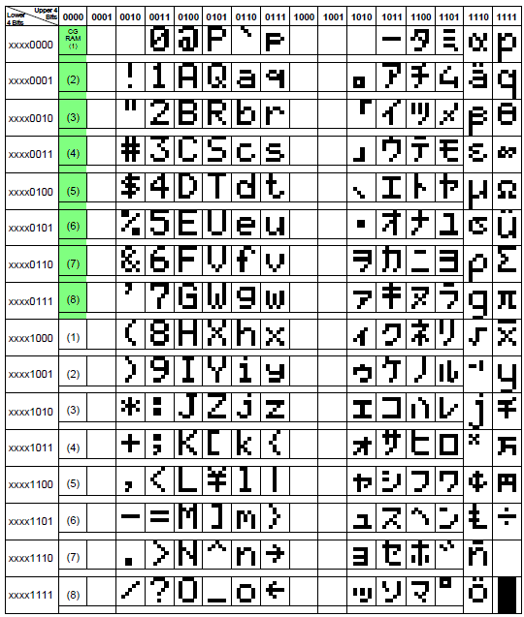 Lower 4 Bits Upper 4 Bits 0000 0001 0010 0011 0100 0101 0110 0111 1000 1001 1010 1011 1100 1101 1110 1111
xxxx0000 CG RAM (1) 0 @ P ` p ー タ ミ α p
xxxx0001 (2) ! 1 A Q a q 。 ア チ ム ä q
xxxx0010 (3) " 2 B R b r 「 イ ツ メ β θ
xxxx0011 (4) # 3 C S c s 」 ウ テ モ ε ∞
xxxx0100 (5) $ 4 D T d t 、 エ ト ヤ μ Ω
xxxx0101 (6) % 5 E U e u ・ オ ナ ユ σ ü
xxxx0110 (7) & 6 F V f v ヲ カ ニ ヨ ρ Σ
xxxx0111 (8) ' 7 G W g w ァ キ ヌ ラ g π
xxxx1000 (1) ( 8 H X h x ィ ク ネ リ √ x̄
xxxx1001 (2) ) 9 I Y i y ゥ ケ ノ ル ⁻¹ y
xxxx1010 (3) * : J Z j z ェ コ ハ レ j 千
xxxx1011 (4) + ; K [ k { ォ サ ヒ ロ ˣ 万
xxxx1100 (5) , < L ¥ l | ャ シ フ ワ ¢ 円
xxxx1101 (6) - = M ] m } ュ ス ヘ ン £ ÷
xxxx1110 (7) . > N ^ n → ョ セ ホ ゛ ñ
xxxx1111 (8) / ? O _ o ← ッ ソ マ ゜ ö █